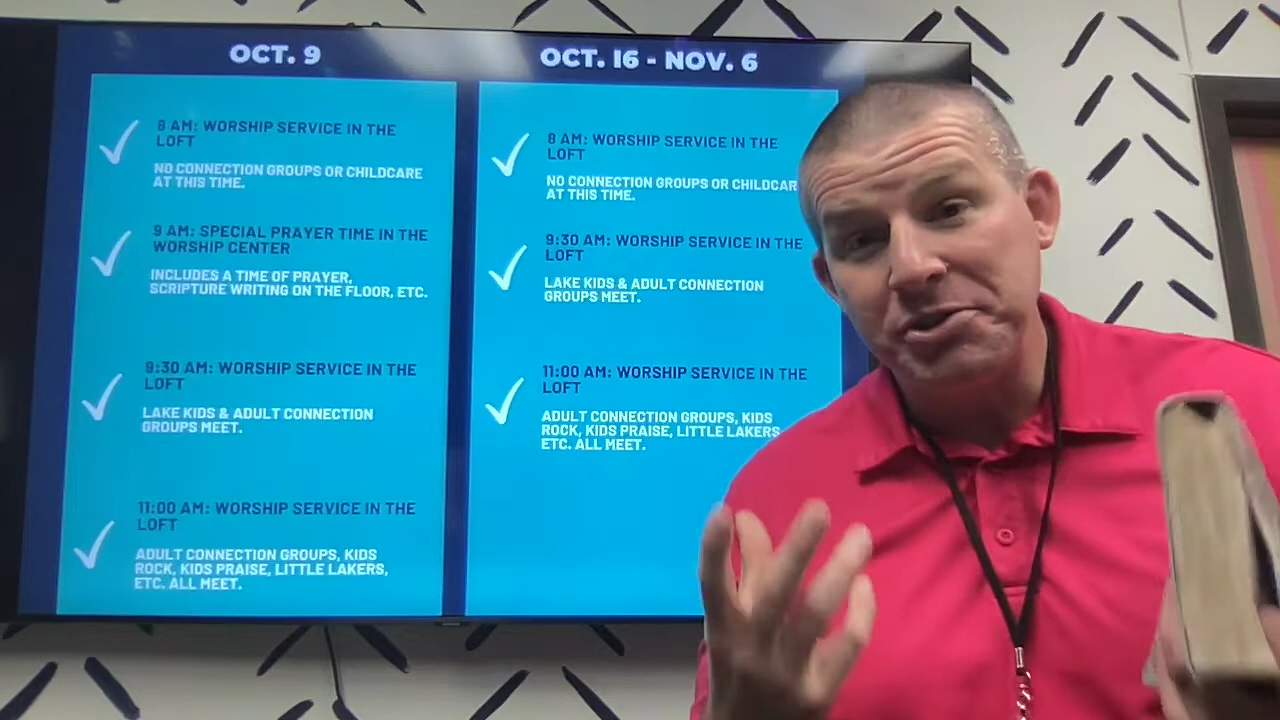 OCT. 9
8 AM: WORSHIP SERVICE IN THE
LOFT
NO CONNECTION GROUPS OR CHILDCARE
AT THIS TIME.
9 AM: SPECIAL PRAYER TIME IN THE
WORSHIP CENTER
INCLUDES A TIME OF PRAYER,
SCRIPTURE WRITING ON THE FLOOR, ETC.
9:30 AM: WORSHIP SERVICE IN THE
LOFT
LAKE KIDS & ADULT CONNECTION
GROUPS MEET.
11:00 AM: WORSHIP SERVICE IN THE
LOFT
ADULT CONNECTION GROUPS, KIDS
ROCK, KIDS PRAISE, LITTLE LAKERS,
ETC. ALL MEET.
OCT. 16 - NOV. 6
8 AM: WORSHIP SERVICE IN THE
LOFT
NO CONNECTION GROUPS OR CHILDCAR
AT THIS TIME.
9:30 AM: WORSHIP SERVICE IN THE
LOFT
LAKE KIDS & ADULT CONNECTION
GROUPS MEET.
11:00 AM: WORSHIP SERVICE IN THE
LOFT
ADULT CONNECTION GROUPS, KIDS
ROCK, KIDS PRAISE, LITTLE LAKERS
ETC. ALL MEET.